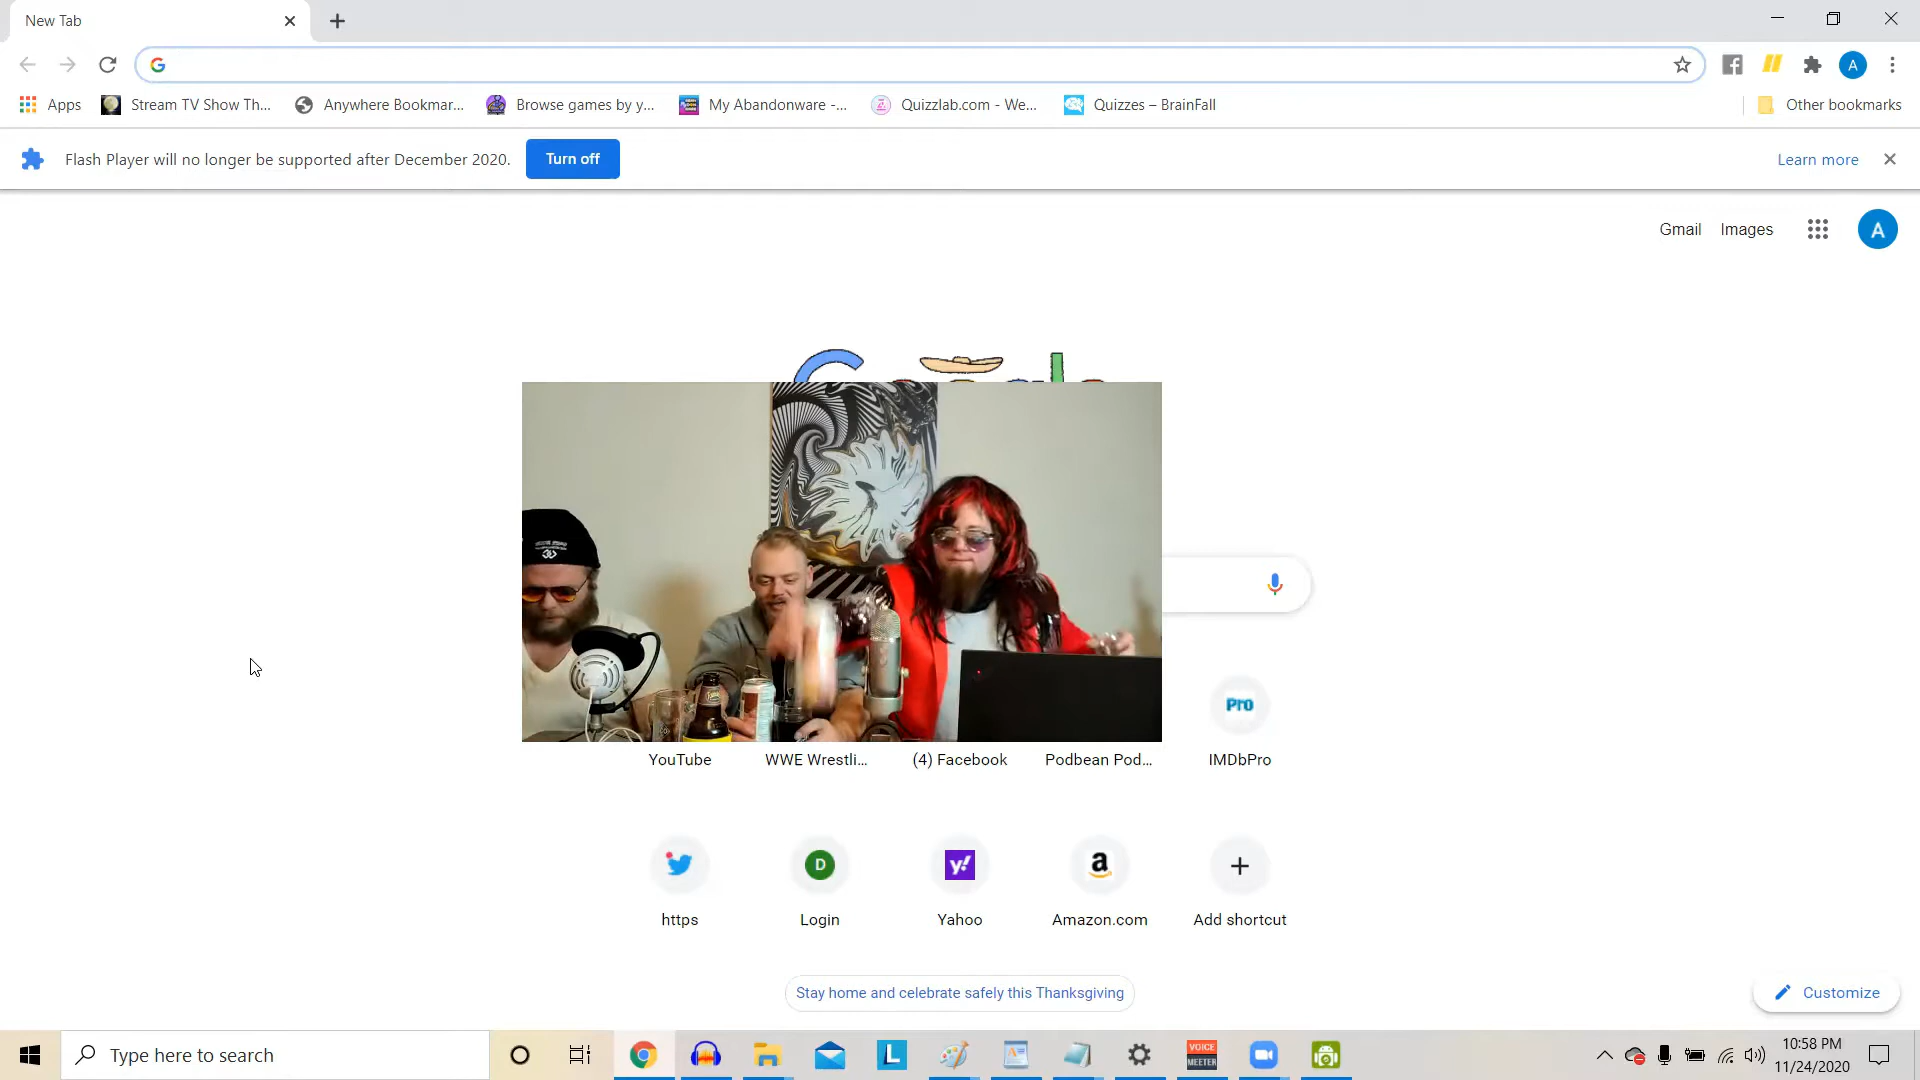 New Tab
Apps
Stream TV Show Th...
Anywhere Bookmar...
Browse games by y...
My Abandonware -...
Quizzlab.com - We...
Quizzes – BrainFall
Other bookmarks
Flash Player will no longer be supported after December 2020.
Turn off
Learn more
A
Gmail
Images
A
Pro
YouTube
WWE Wrestli...
(4) Facebook
Podbean Pod...
IMDbPro
D
y!
a
https
Login
Yahoo
Amazon.com
Add shortcut
Stay home and celebrate safely this Thanksgiving
Customize
Type here to search
L
VOICE
MEETER
10:58 PM
11/24/2020